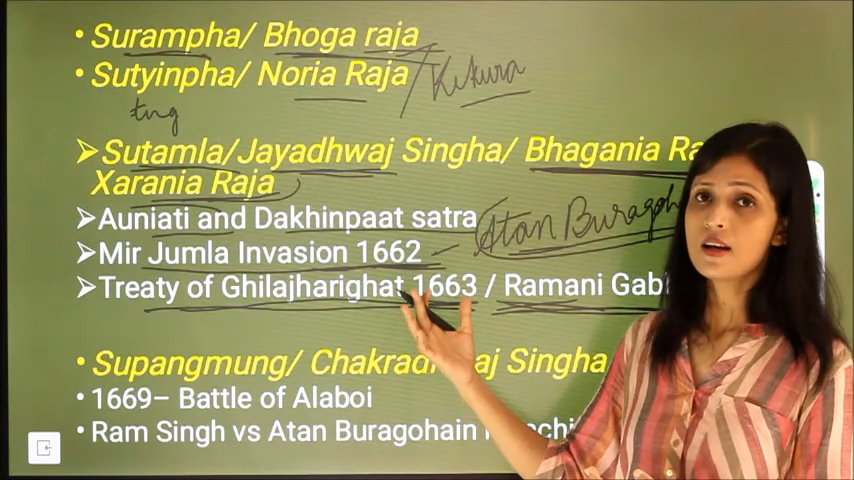 • Surampha/ Bhoga raja
• Sutyinpha/ Noria Raja / Kekura
tng
➤ Sutamla/Jayadhwaj Singha/ Bhagania Ra
Xarania Raja
➤ Auniati and Dakhinpaat satra
➤ Mir Jumla Invasion 1662 Atan Buragoh
➤ Treaty of Ghilajharighat 1663 / Ramani Gab
• Supangmung/ Chakrad aj Singha
• 1669– Battle of Alaboi
• Ram Singh vs Atan Buragohain